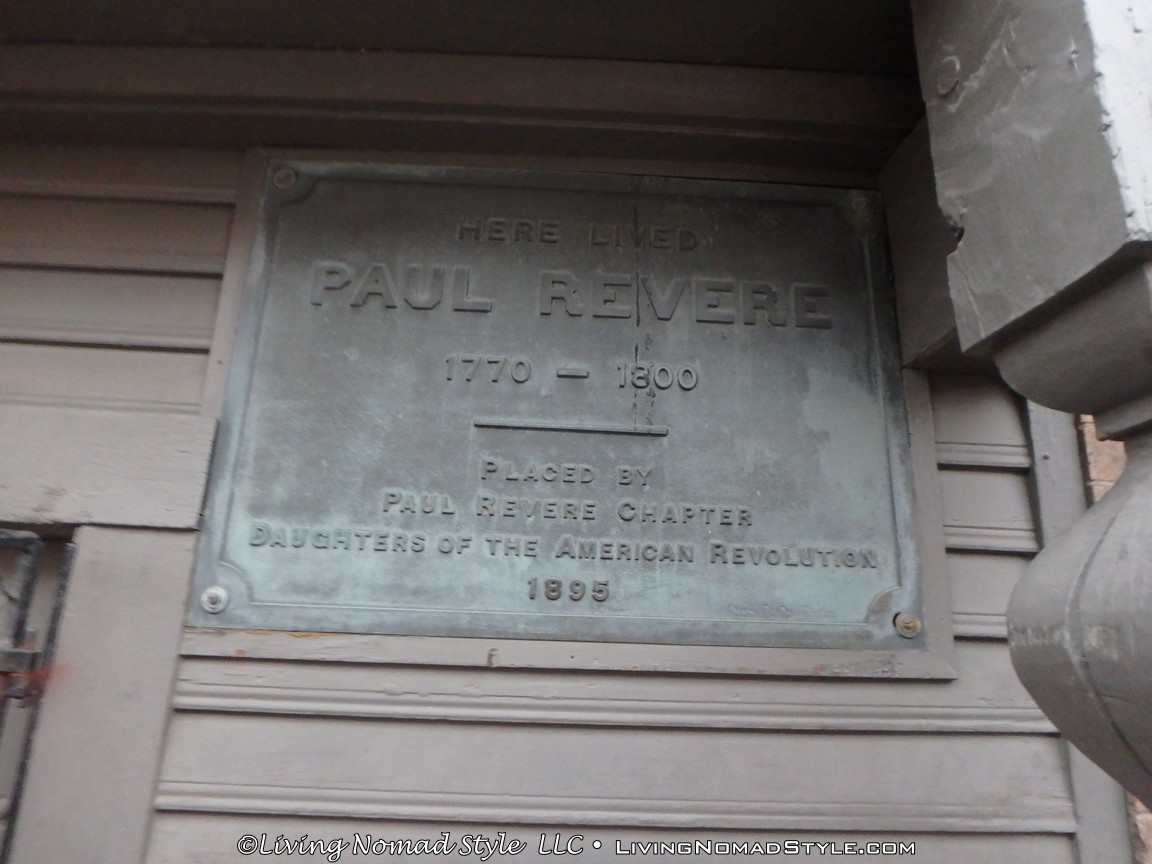 HERE LIVED
PAUL REVERE
1770 — 1800
PLACED BY
PAUL REVERE CHAPTER
DAUGHTERS OF THE AMERICAN REVOLUTION
1895
©Living Nomad Style LLC • LivingNomadStyle.com